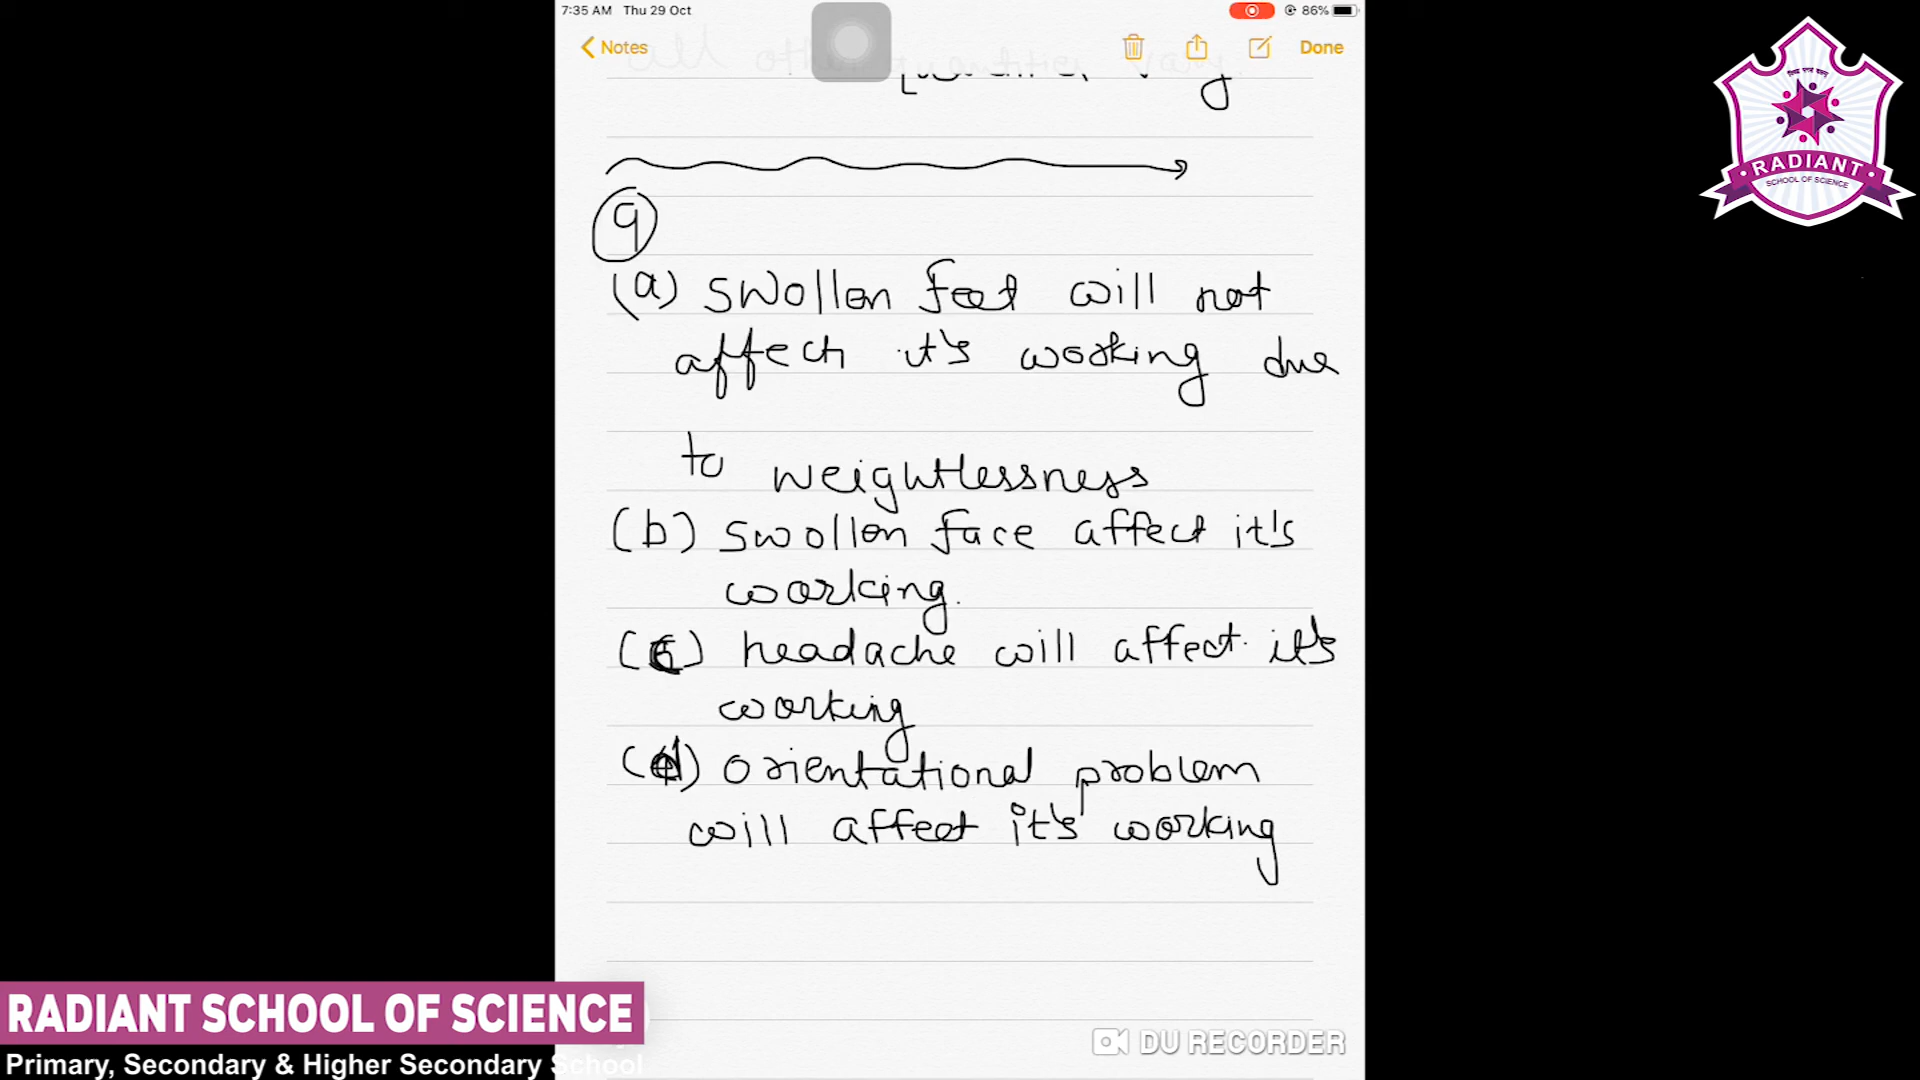 7:35 AM Thu 29 Oct
86%
Notes
Done
9
(a) swollen feet will not
affect it's working due
to weightlessness
(b) swollen face affect it's
working.
(c) headache will affect it's
working
(d) orientational problem
will affect it's working
RADIANT
SCHOOL OF SCIENCE
RADIANT SCHOOL OF SCIENCE
Primary, Secondary & Higher Secondary School
DU RECORDER